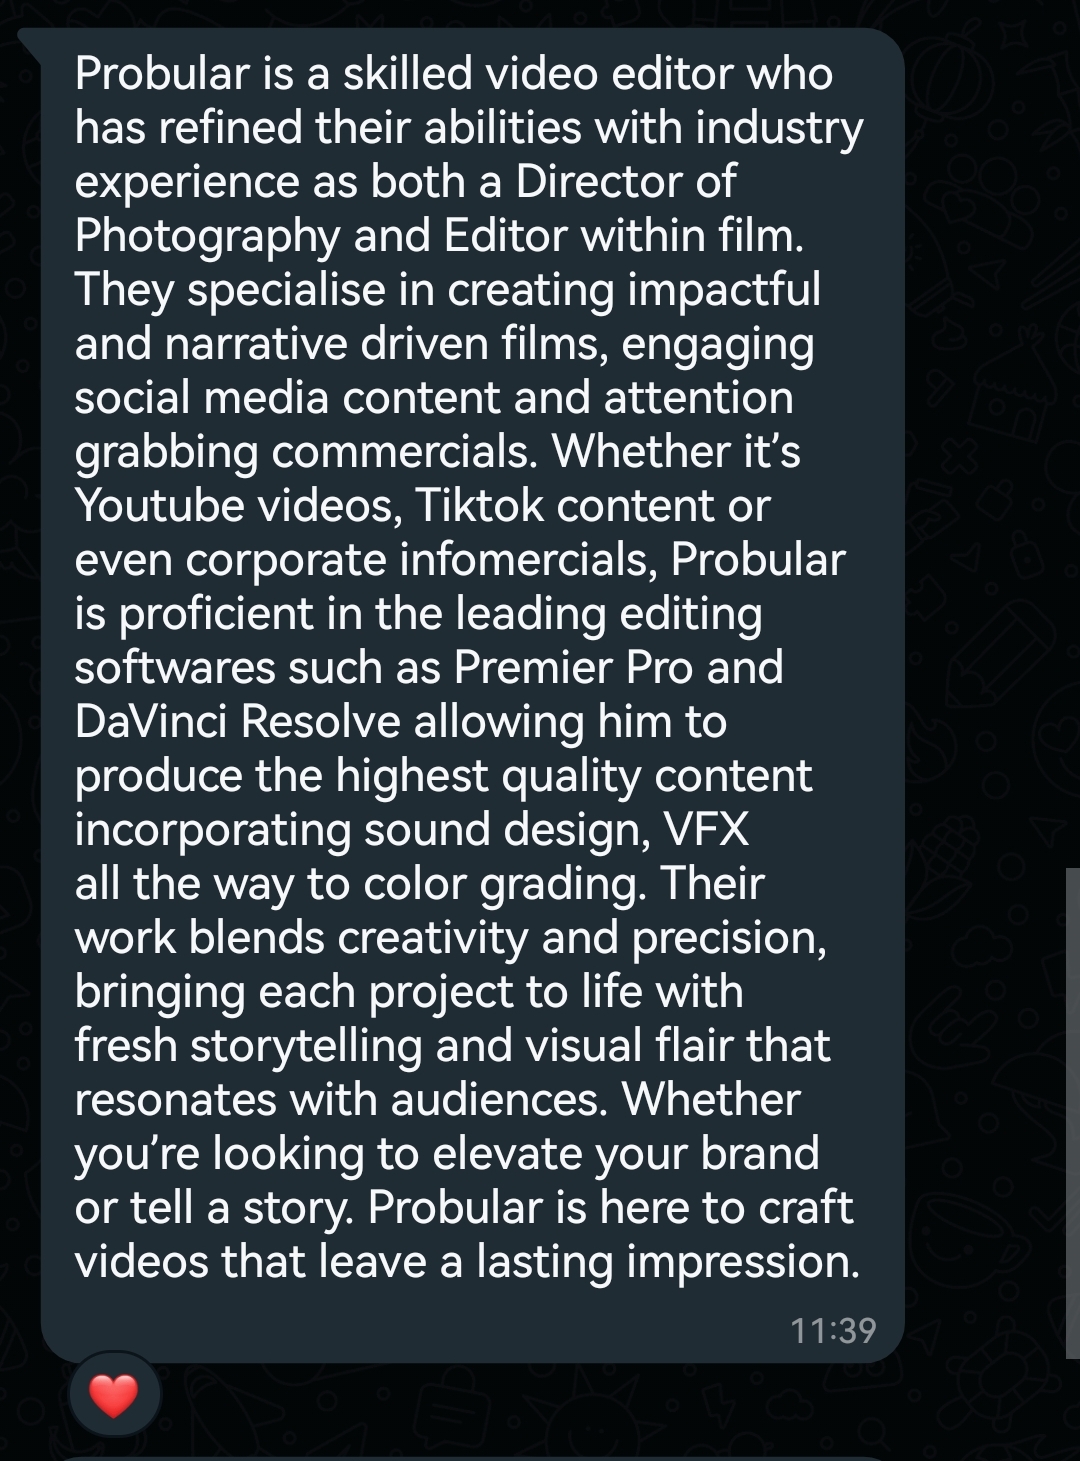 Probular is a skilled video editor who
has refined their abilities with industry
experience as both a Director of
Photography and Editor within film.
They specialise in creating impactful
and narrative driven films, engaging
social media content and attention
grabbing commercials. Whether it’s
Youtube videos, Tiktok content or
even corporate infomercials, Probular
is proficient in the leading editing
softwares such as Premier Pro and
DaVinci Resolve allowing him to
produce the highest quality content
incorporating sound design, VFX
all the way to color grading. Their
work blends creativity and precision,
bringing each project to life with
fresh storytelling and visual flair that
resonates with audiences. Whether
you’re looking to elevate your brand
or tell a story. Probular is here to craft
videos that leave a lasting impression.
11:39